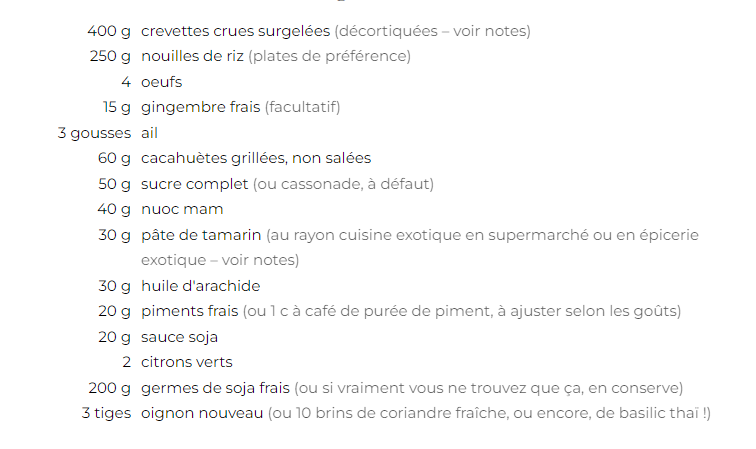 400 g crevettes crues surgelées (décortiquées – voir notes)
250 g nouilles de riz (plates de préférence)
4 oeufs
15 g gingembre frais (facultatif)
3 gousses ail
60 g cacahuètes grillées, non salées
50 g sucre complet (ou cassonade, à défaut)
40 g nuoc mam
30 g pâte de tamarin (au rayon cuisine exotique en supermarché ou en épicerie
exotique – voir notes)
30 g huile d'arachide
20 g piments frais (ou 1 c à café de purée de piment, à ajuster selon les goûts)
20 g sauce soja
2 citrons verts
200 g germes de soja frais (ou si vraiment vous ne trouvez que ça, en conserve)
3 tiges oignon nouveau (ou 10 brins de coriandre fraîche, ou encore, de basilic thaï !)